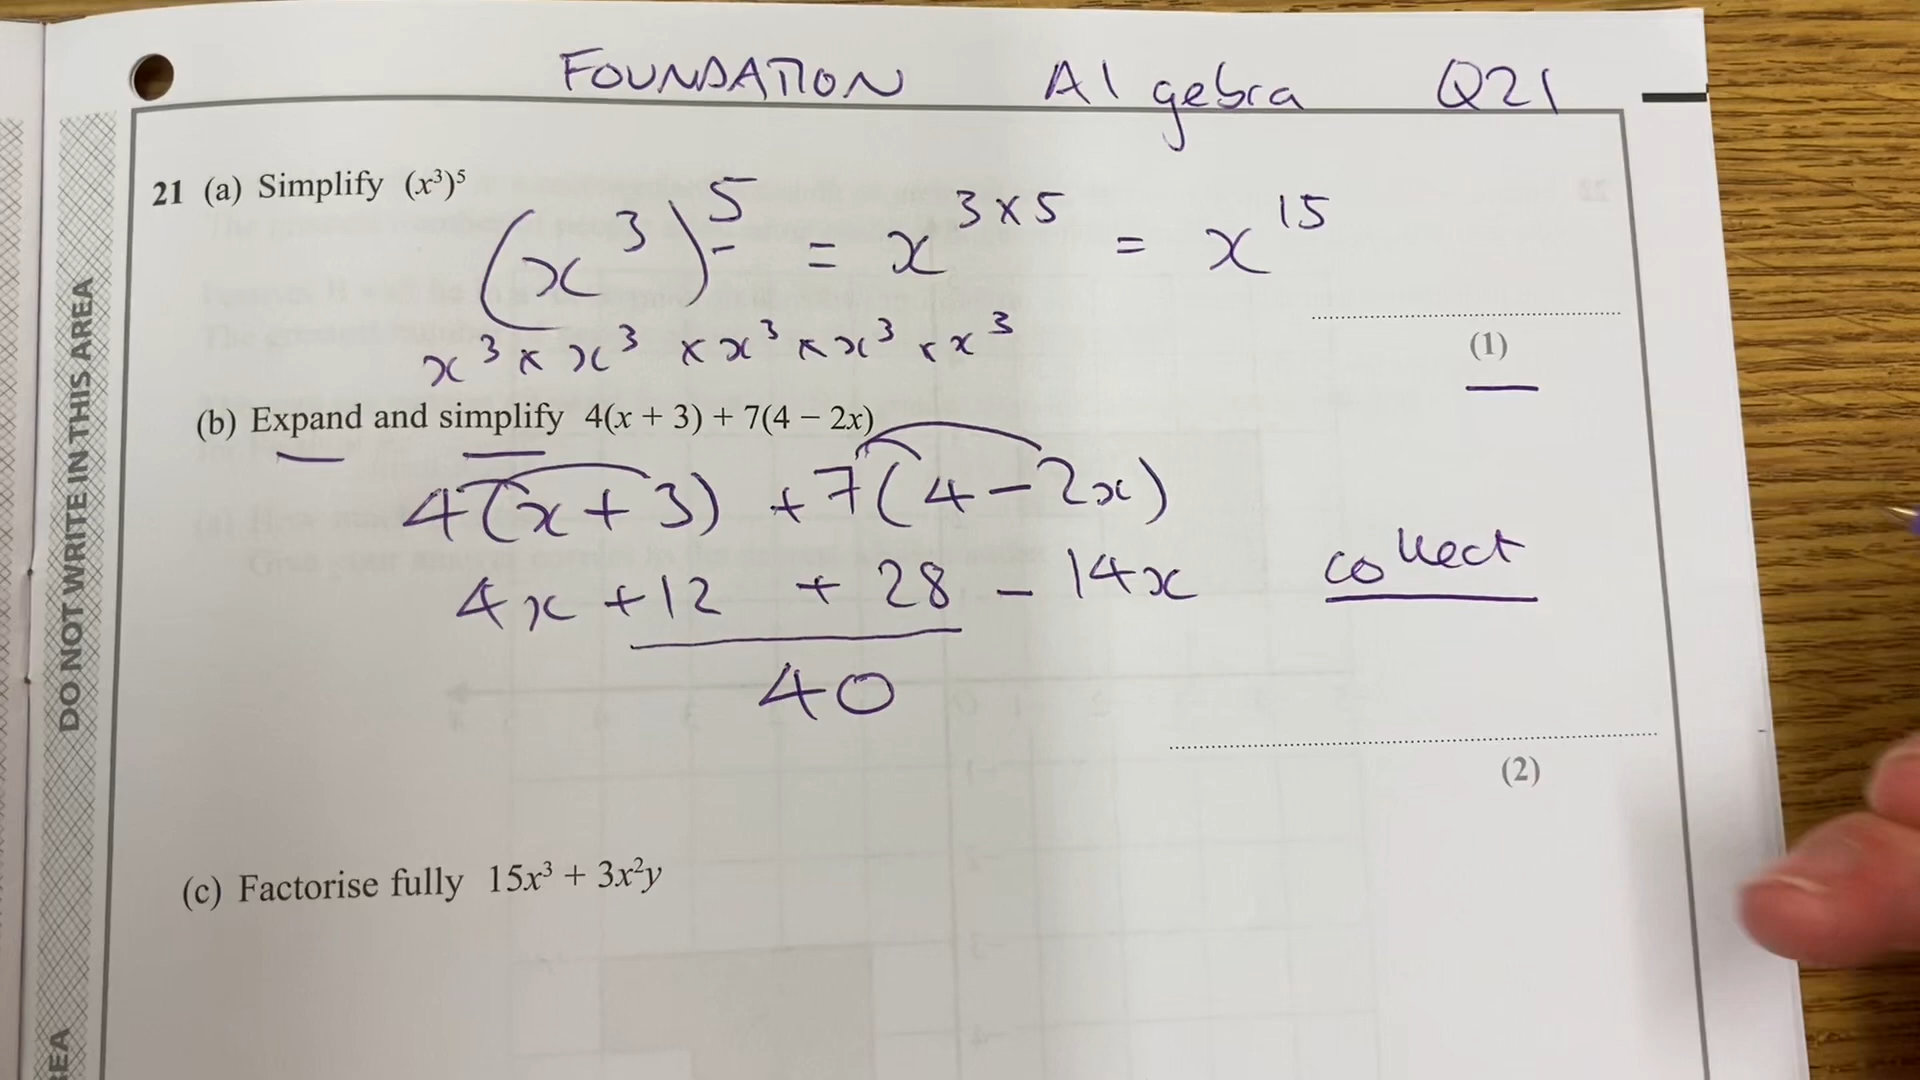 FOUNDATION Algebra Q21
21 (a) Simplify (x³)⁵
(x³)⁵ = x³ˣ⁵ = x¹⁵
x³ × x³ × x³ × x³ × x³
(1)
(b) Expand and simplify 4(x + 3) + 7(4 − 2x)
4(x + 3) + 7(4 − 2x)
4x + 12 + 28 − 14x collect
40
(2)
(c) Factorise fully 15x³ + 3x²y
DO NOT WRITE IN THIS AREA
EA